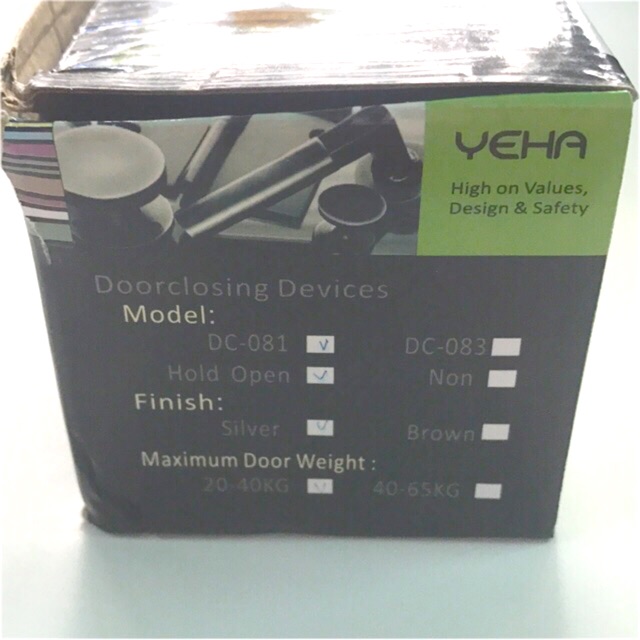 YEHA
High on Values,
Design & Safety
Doorclosing Devices
Model:
DC-081 DC-083
Hold Open Non
Finish:
Silver Brown
Maximum Door Weight :
20-40KG 40-65KG